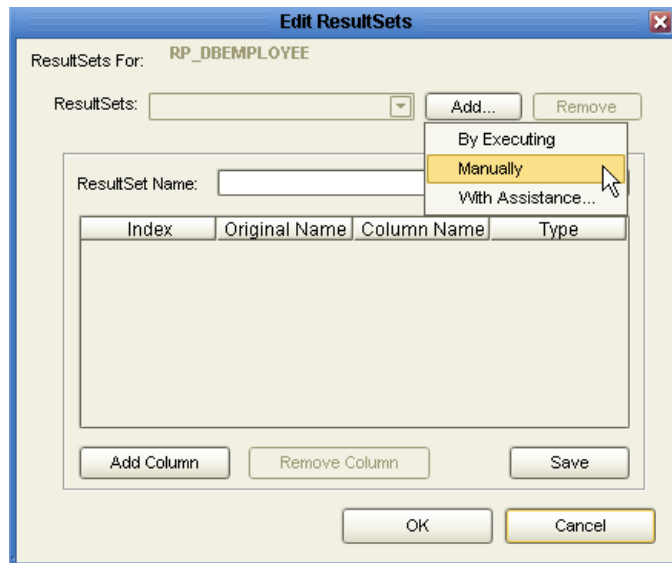 Edit ResultSets
ResultSets For: RP_DBEMPLOYEE
ResultSets: Add... Remove
By Executing
Manually
With Assistance...
ResultSet Name:
Index Original Name Column Name Type
Add Column Remove Column Save
OK Cancel